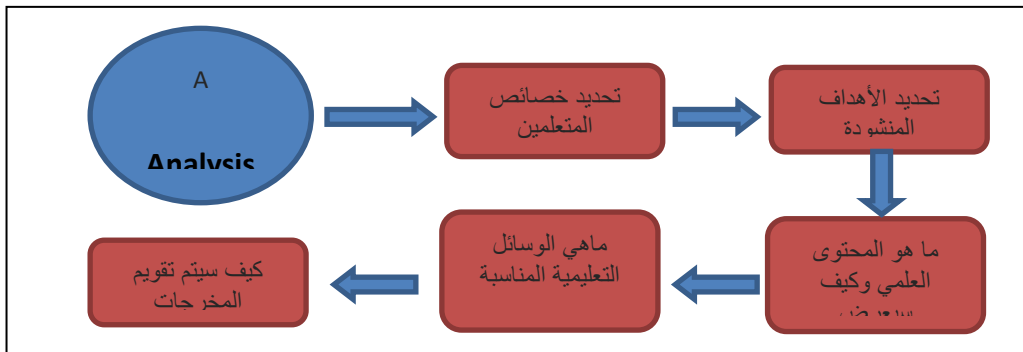 A
Analysis
تحديد خصائص
المتعلمين
تحديد الأهداف
المنشودة
ما هو المحتوى
العلمي وكيف
سيعرض
ماهي الوسائل
التعليمية المناسبة
كيف سيتم تقويم
المخرجات